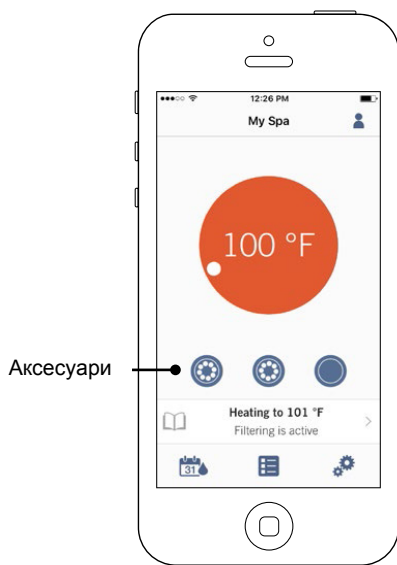 12:26 PM
My Spa
100 °F
Аксесуари
Heating to 101 °F
Filtering is active
31